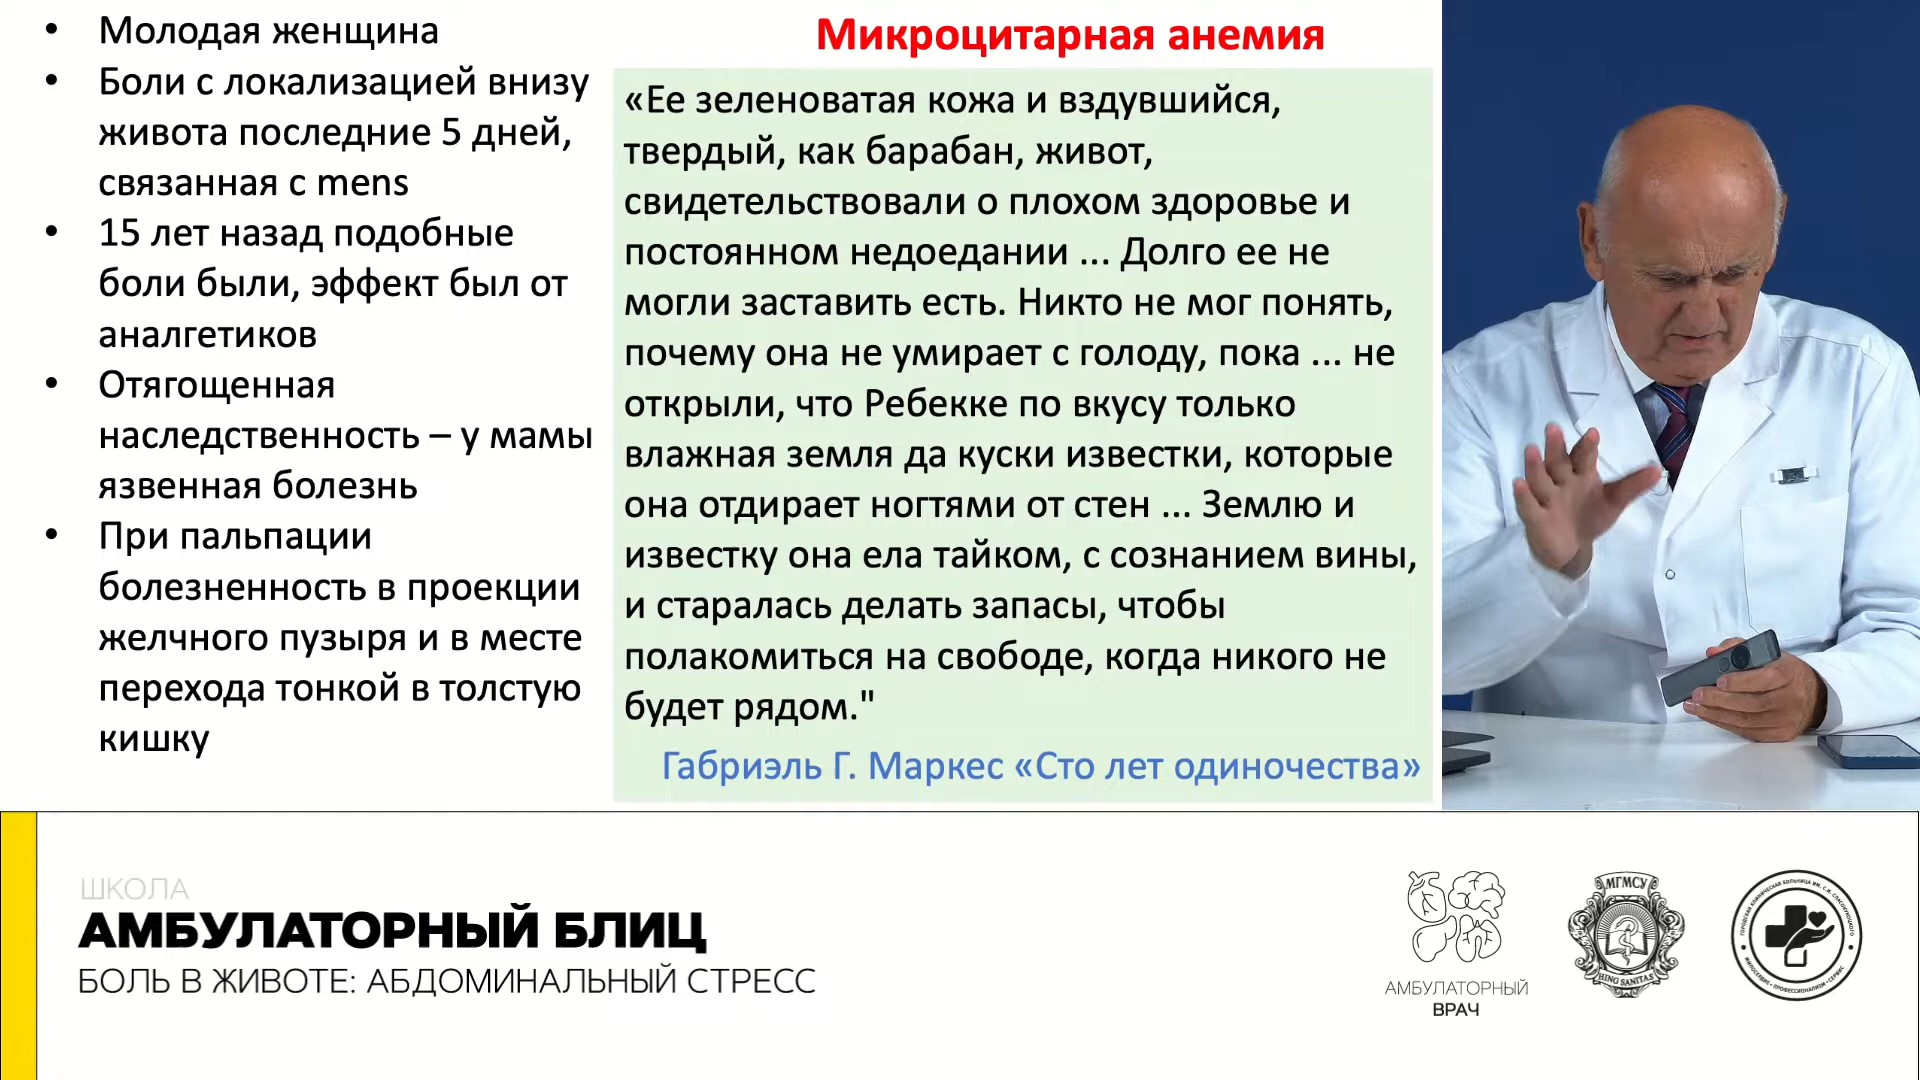 • Молодая женщина
• Боли с локализацией внизу
живота последние 5 дней,
связанная с mens
• 15 лет назад подобные
боли были, эффект был от
аналгетиков
• Отягощенная
наследственность – у мамы
язвенная болезнь
• При пальпации
болезненность в проекции
желчного пузыря и в месте
перехода тонкой в толстую
кишку
Микроцитарная анемия
«Ее зеленоватая кожа и вздувшийся,
твердый, как барабан, живот,
свидетельствовали о плохом здоровье и
постоянном недоедании ... Долго ее не
могли заставить есть. Никто не мог понять,
почему она не умирает с голоду, пока ... не
открыли, что Ребекке по вкусу только
влажная земля да куски известки, которые
она отдирает ногтями от стен ... Землю и
известку она ела тайком, с сознанием вины,
и старалась делать запасы, чтобы
полакомиться на свободе, когда никого не
будет рядом."
Габриэль Г. Маркес «Сто лет одиночества»
ШКОЛА
АМБУЛАТОРНЫЙ БЛИЦ
БОЛЬ В ЖИВОТЕ: АБДОМИНАЛЬНЫЙ СТРЕСС
АМБУЛАТОРНЫЙ
ВРАЧ
МГМСУ